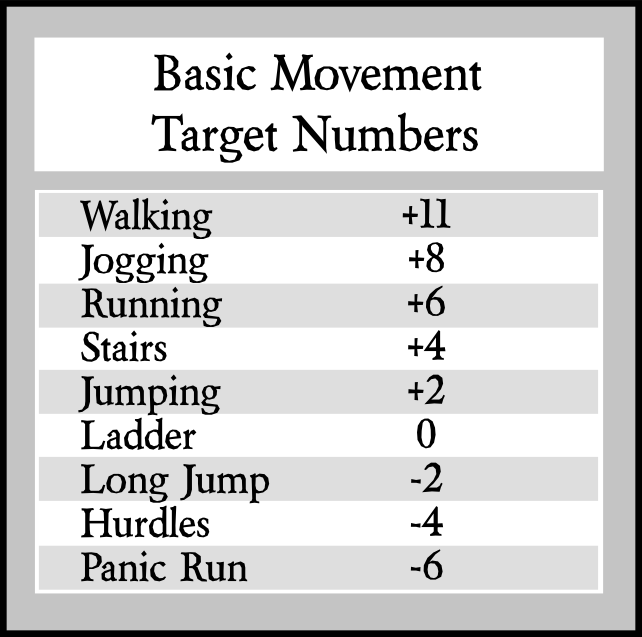 Basic Movement
Target Numbers
Walking +11
Jogging +8
Running +6
Stairs +4
Jumping +2
Ladder 0
Long Jump -2
Hurdles -4
Panic Run -6